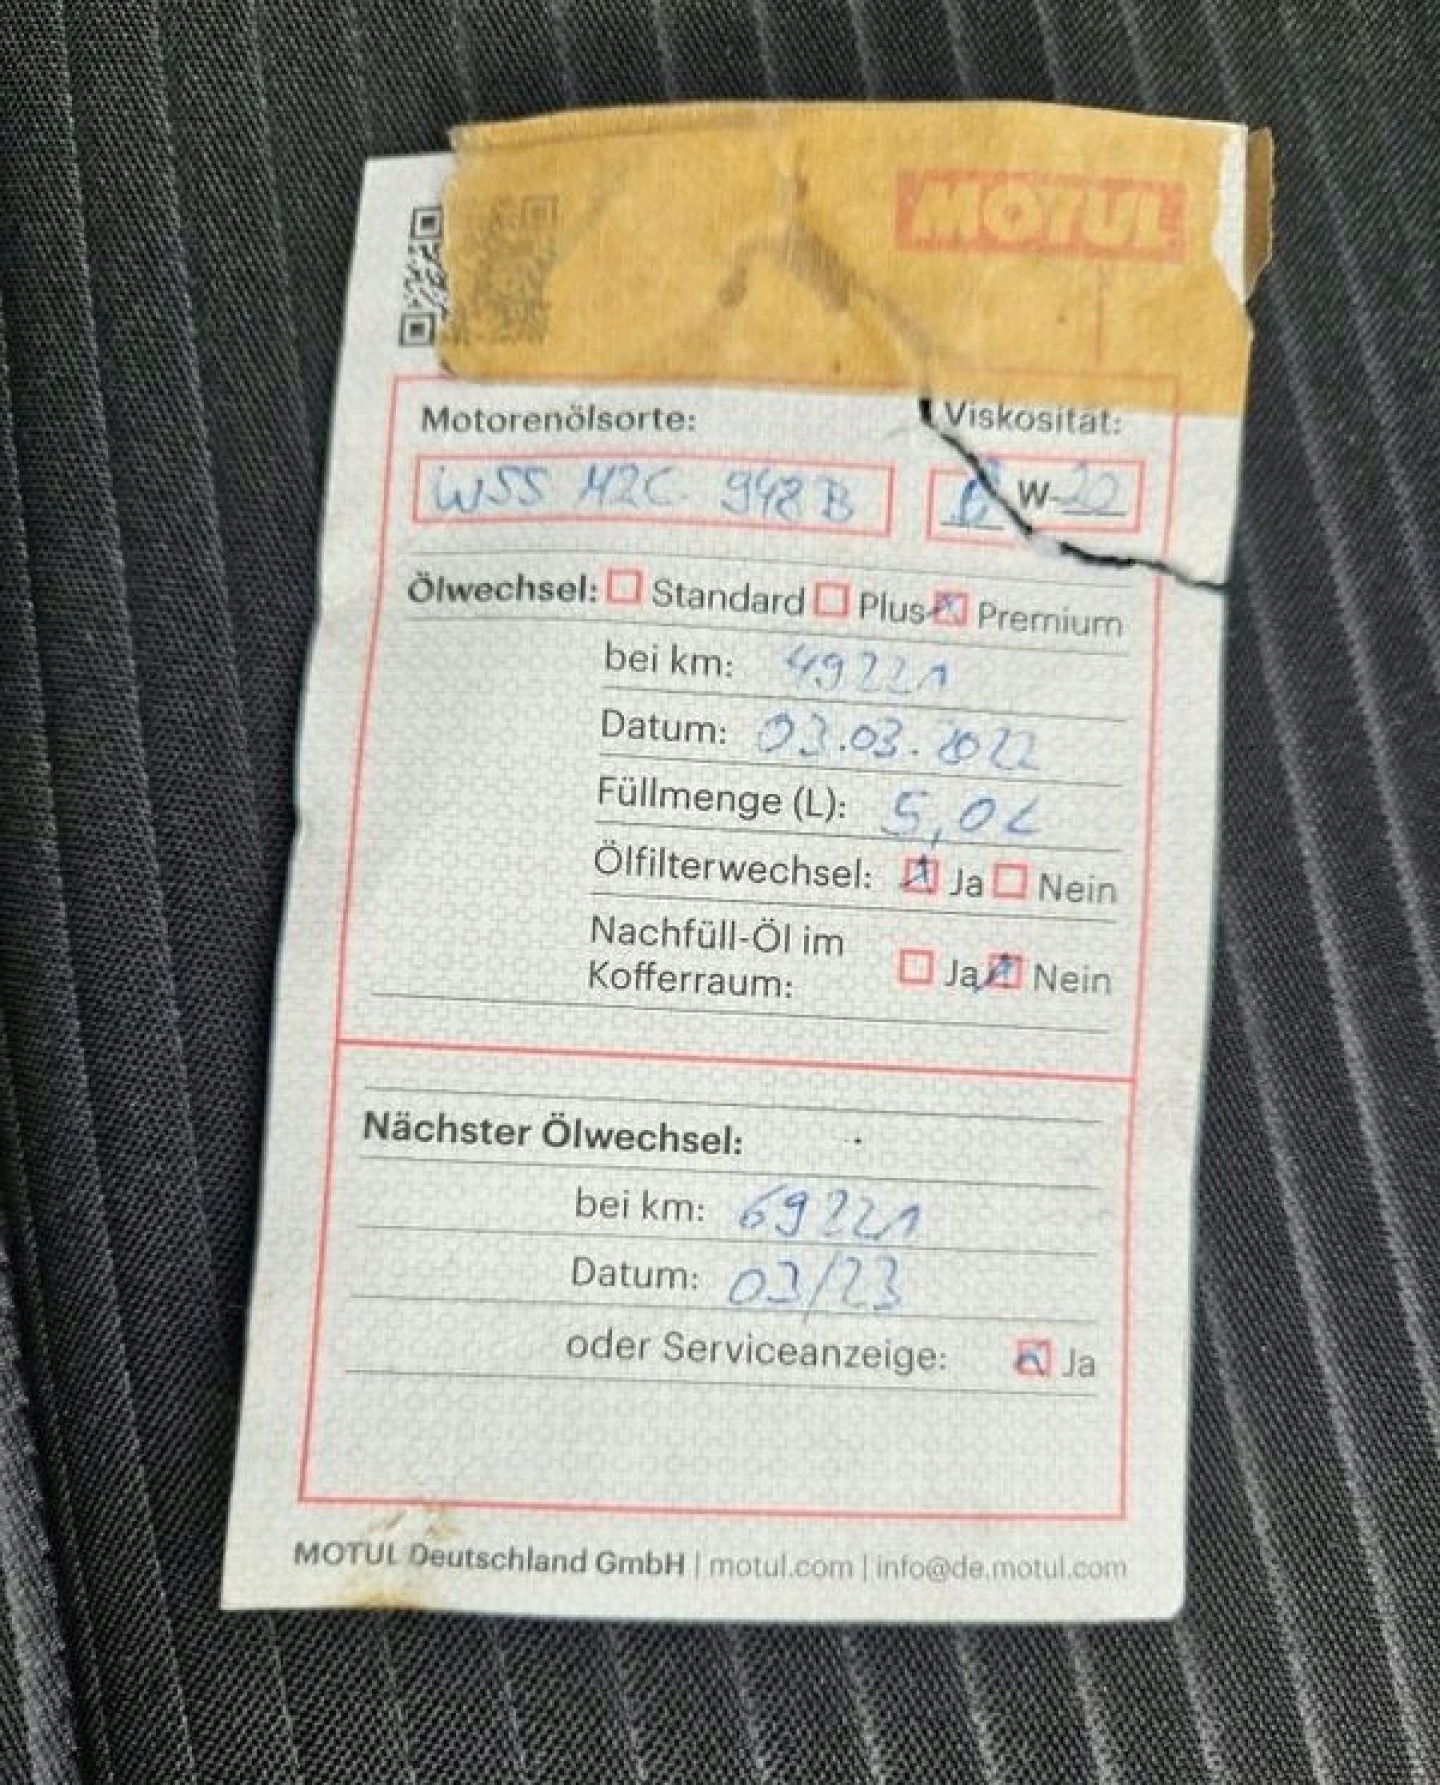 MOTUL
Motorenölsorte: Viskosität:
WSS M2C 948B W-20
Ölwechsel: Standard Plus Premium
bei km: 49221
Datum: 03.03.2022
Füllmenge (L): 5,0L
Ölfilterwechsel: Ja Nein
Nachfüll-Öl im
Kofferraum: Ja Nein
Nächster Ölwechsel:
bei km: 69221
Datum: 03/23
oder Serviceanzeige: Ja
MOTUL Deutschland GmbH | motul.com | info@de.motul.com